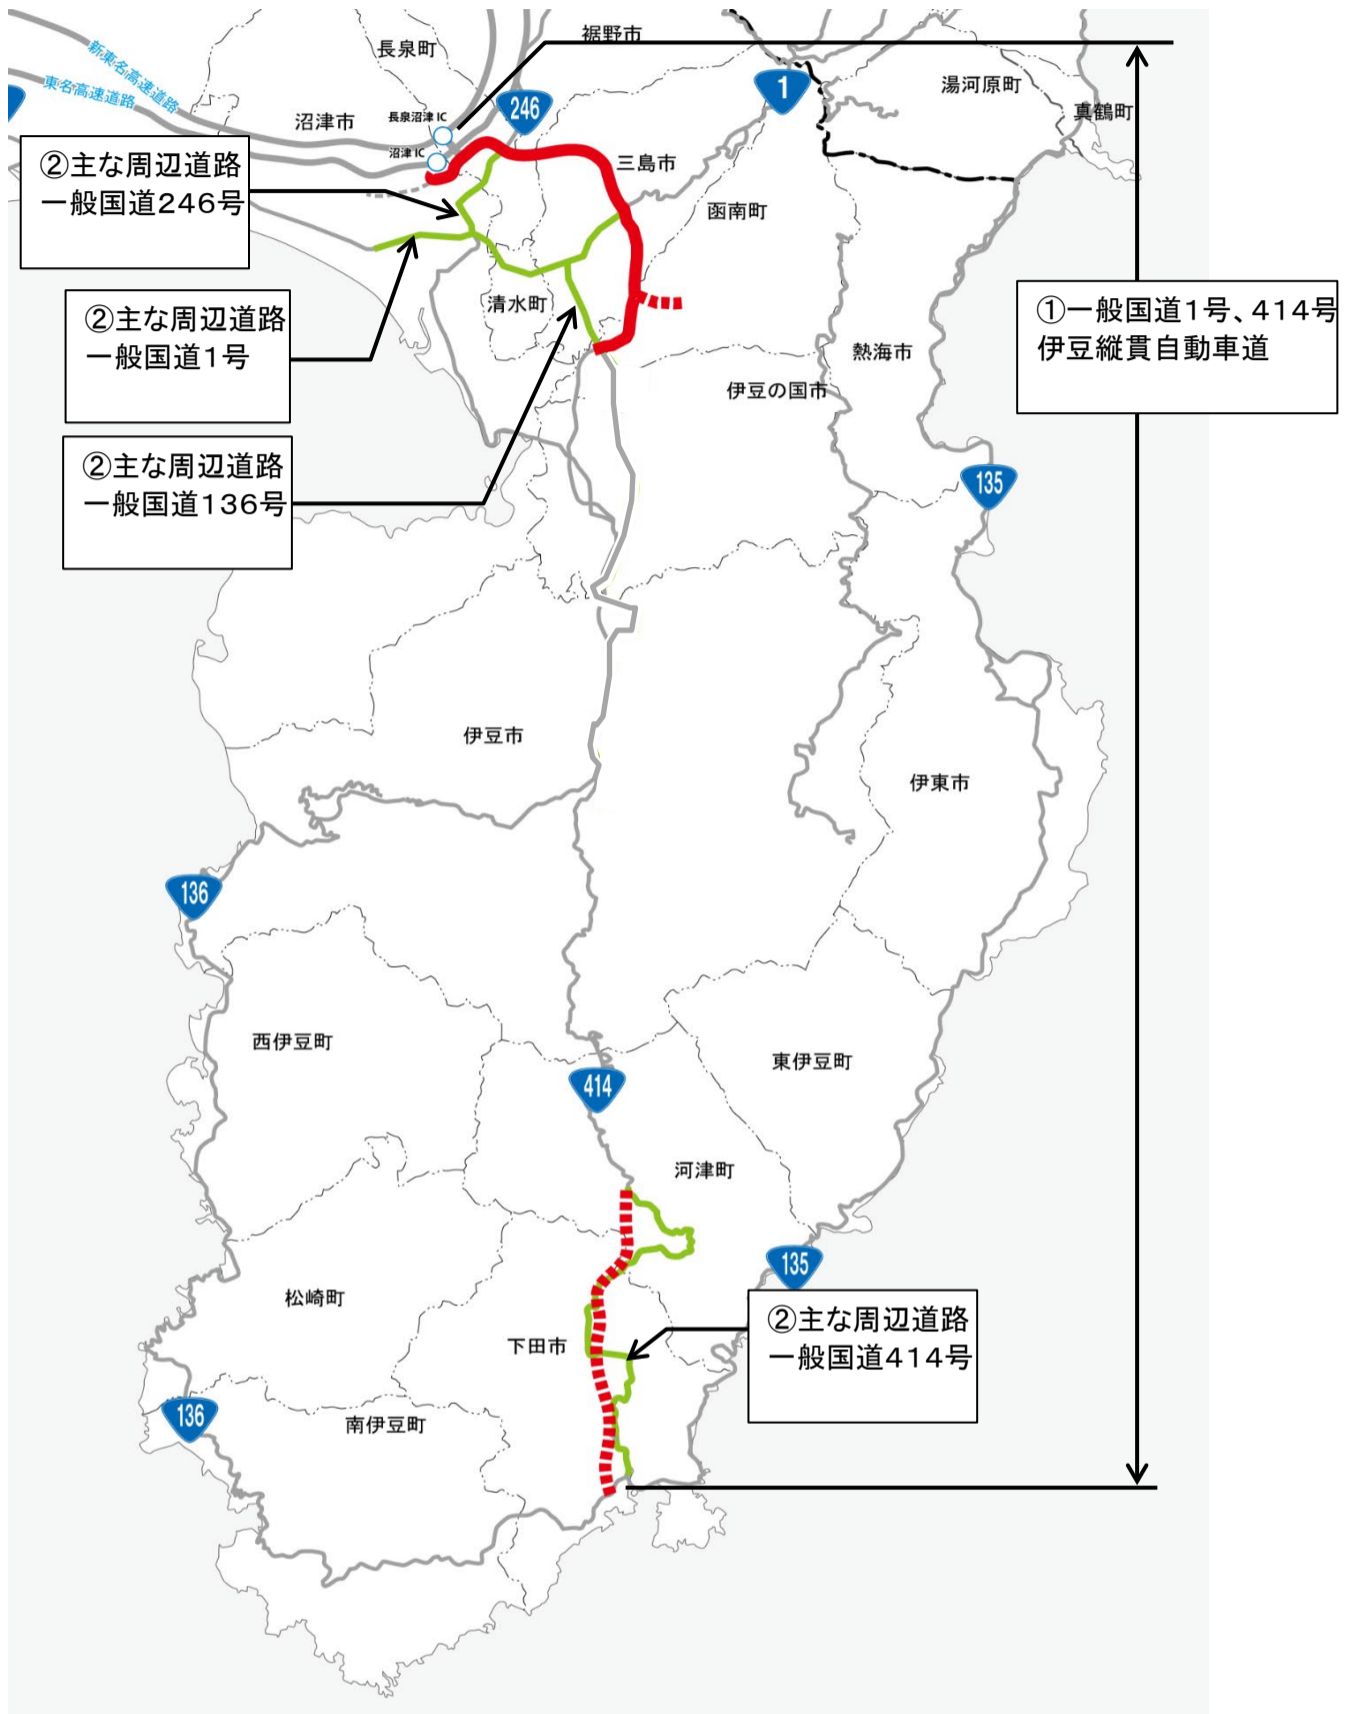 裾野市
長泉町
新東名高速道路
東名高速道路
湯河原町
真鶴町
1
246
沼津市
長泉沼津IC
沼津IC
三島市
②主な周辺道路
一般国道246号
函南町
清水町
②主な周辺道路
一般国道1号
①一般国道1号、414号
伊豆縦貫自動車道
熱海市
伊豆の国市
②主な周辺道路
一般国道136号
135
伊豆市
伊東市
136
西伊豆町
東伊豆町
414
河津町
135
松崎町
下田市
②主な周辺道路
一般国道414号
136
南伊豆町